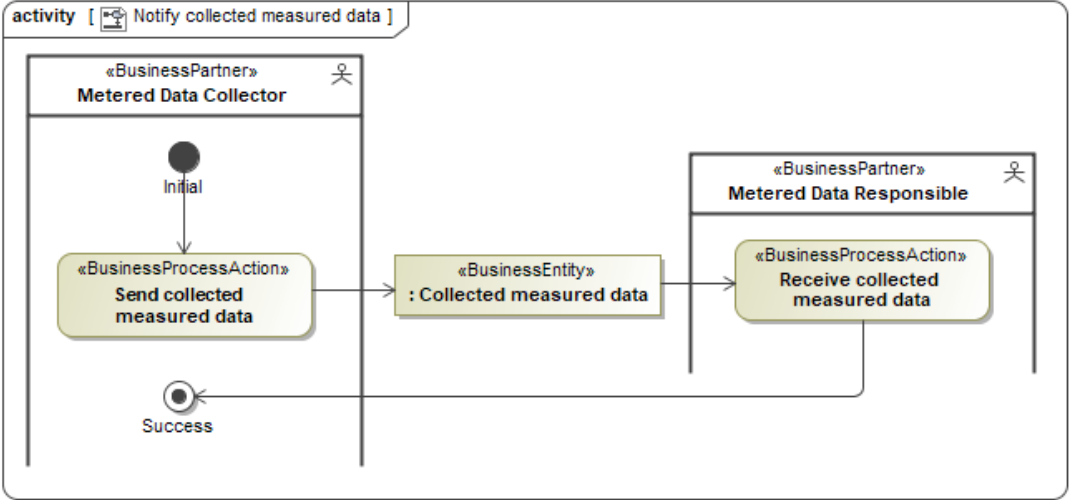 activity [ Notify collected measured data ]
«BusinessPartner»
Metered Data Collector
Initial
«BusinessProcessAction»
Send collected
measured data
Success
«BusinessEntity»
: Collected measured data
«BusinessPartner»
Metered Data Responsible
«BusinessProcessAction»
Receive collected
measured data